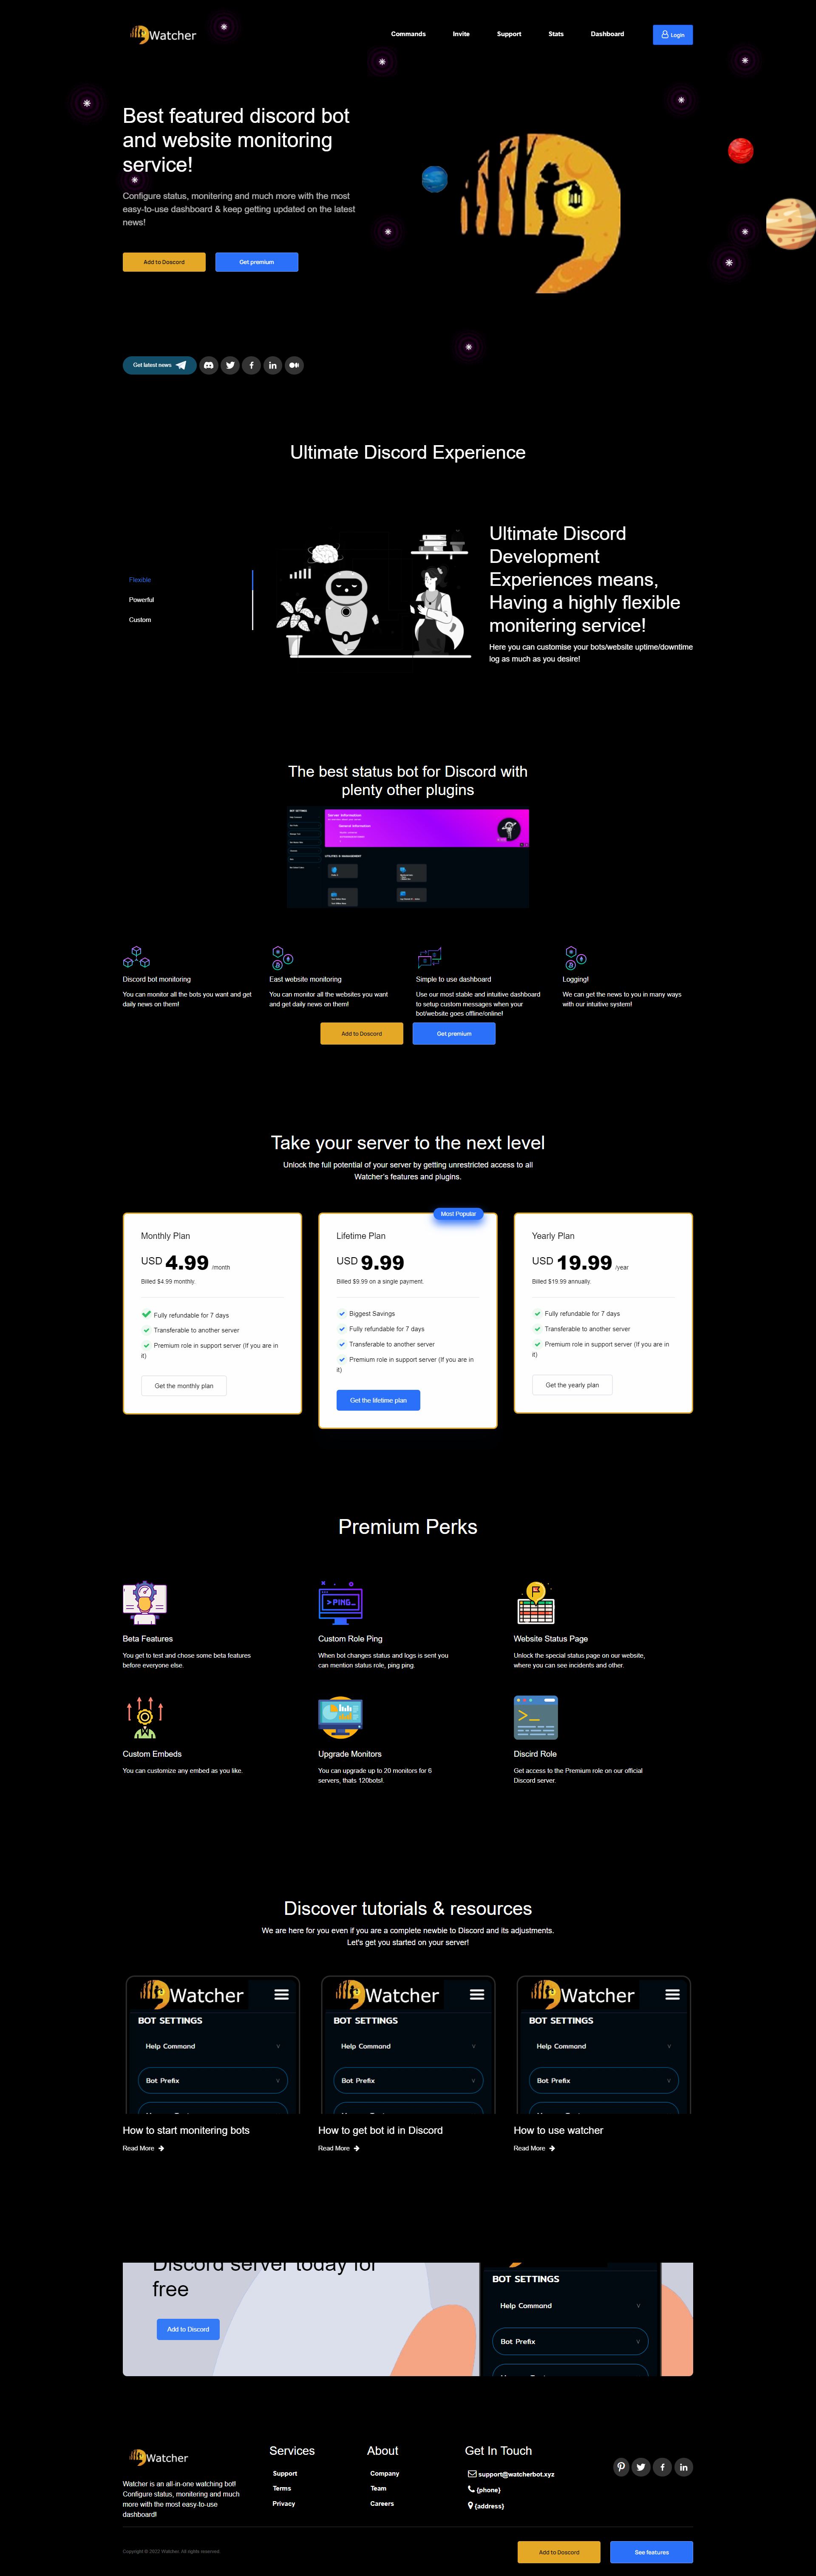 Watcher
Commands
Invite
Support
Stats
Dashboard
Login
Best featured discord bot
and website monitoring
service!
Configure status, monitering and much more with the most
easy-to-use dashboard & keep getting updated on the latest
news!
Add to Doscord
Get premium
Get latest news
Ultimate Discord Experience
Flexible
Powerful
Custom
Ultimate Discord
Development
Experiences means,
Having a highly flexible
monitering service!
Here you can customise your bots/website uptime/downtime
log as much as you desire!
The best status bot for Discord with
plenty other plugins
BOT SETTINGS
Server Information
General Information
UTILITIES & MANAGEMENT
Discord bot monitoring
You can monitor all the bots you want and get
daily news on them!
East website monitoring
You can monitor all the websites you want
and get daily news on them!
Simple to use dashboard
Use our most stable and intuitive dashboard
to setup custom messages when your
bot/website goes offline/online!
Logging!
We can get the news to you in many ways
with our intuitive system!
Add to Doscord
Get premium
Take your server to the next level
Unlock the full potential of your server by getting unrestricted access to all
Watcher's features and plugins.
Monthly Plan
USD 4.99 /month
Billed $4.99 monthly.
Fully refundable for 7 days
Transferable to another server
Premium role in support server (If you are in
it)
Get the monthly plan
Most Popular
Lifetime Plan
USD 9.99
Billed $9.99 on a single payment.
Biggest Savings
Fully refundable for 7 days
Transferable to another server
Premium role in support server (If you are in
it)
Get the lifetime plan
Yearly Plan
USD 19.99 /year
Billed $19.99 annually.
Fully refundable for 7 days
Transferable to another server
Premium role in support server (If you are in
it)
Get the yearly plan
Premium Perks
Beta Features
You get to test and chose some beta features
before everyone else.
>PING_
Custom Role Ping
When bot changes status and logs is sent you
can mention status role, ping ping.
Website Status Page
Unlock the special status page on our website,
where you can see incidents and other.
Custom Embeds
You can customize any embed as you like.
Upgrade Monitors
You can upgrade up to 20 monitors for 6
servers, thats 120bots!.
Discird Role
Get access to the Premium role on our official
Discord server.
Discover tutorials & resources
We are here for you even if you are a complete newbie to Discord and its adjustments.
Let's get you started on your server!
Watcher
BOT SETTINGS
Help Command
Bot Prefix
How to start monitering bots
Read More
Watcher
BOT SETTINGS
Help Command
Bot Prefix
How to get bot id in Discord
Read More
Watcher
BOT SETTINGS
Help Command
Bot Prefix
How to use watcher
Read More
Discord server today for
free
Add to Discord
BOT SETTINGS
Help Command
Bot Prefix
Watcher
Watcher is an all-in-one watching bot!
Configure status, monitering and much
more with the most easy-to-use
dashboard!
Services
Support
Terms
Privacy
About
Company
Team
Careers
Get In Touch
support@watcherbot.xyz
{phone}
{address}
Copyright © 2022 Watcher. All rights reserved.
Add to Doscord
See features